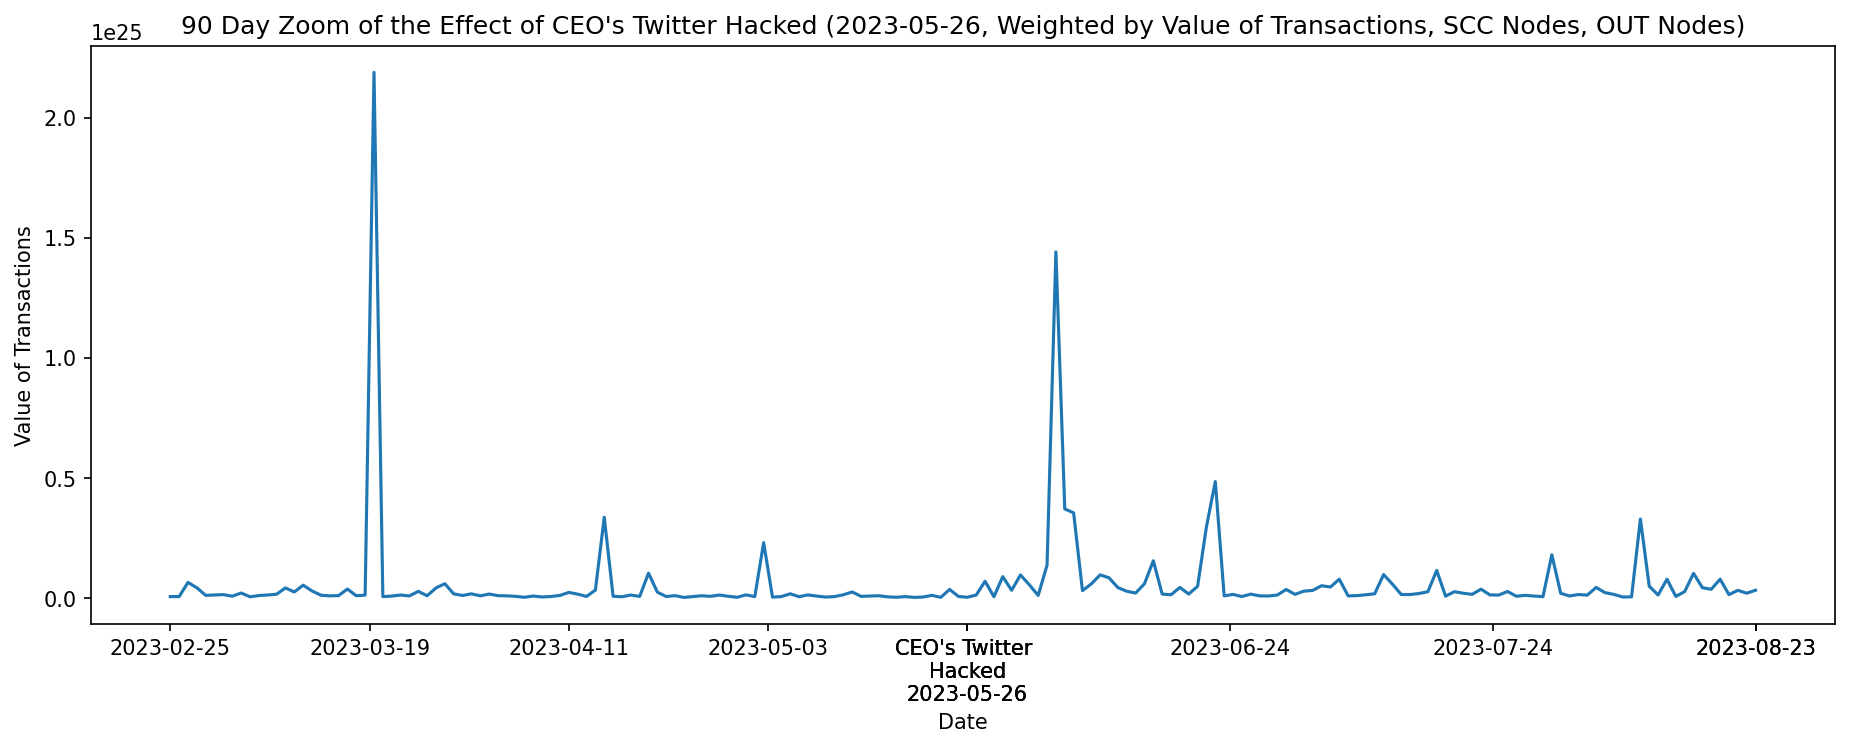 90 Day Zoom of the Effect of CEO's Twitter Hacked (2023-05-26, Weighted by Value of Transactions, SCC Nodes, OUT Nodes)
1e25
2.0
1.5
1.0
0.5
0.0
Value of Transactions
2023-02-25 2023-03-19 2023-04-11 2023-05-03 CEO's Twitter 2023-06-24 2023-07-24 2023-08-23
Hacked
2023-05-26
Date